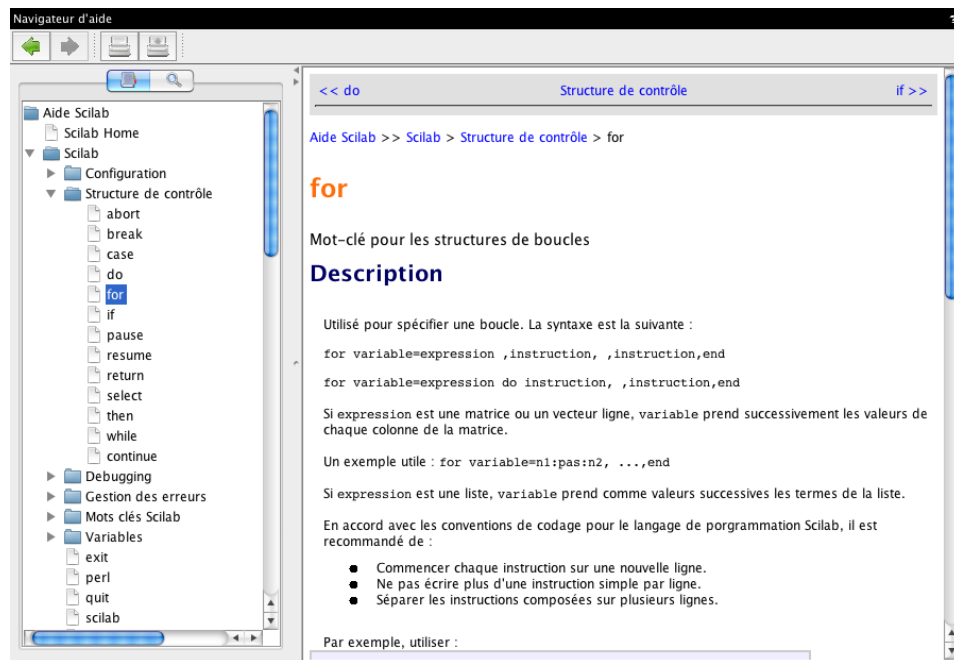 Navigateur d'aide
?
Aide Scilab
Scilab Home
Scilab
Configuration
Structure de contrôle
abort
break
case
do
for
if
pause
resume
return
select
then
while
continue
Debugging
Gestion des erreurs
Mots clés Scilab
Variables
exit
perl
quit
scilab
<< do Structure de contrôle if >>
Aide Scilab >> Scilab > Structure de contrôle > for
for
Mot-clé pour les structures de boucles
Description
Utilisé pour spécifier une boucle. La syntaxe est la suivante :
for variable=expression ,instruction, ,instruction,end
for variable=expression do instruction, ,instruction,end
Si expression est une matrice ou un vecteur ligne, variable prend successivement les valeurs de
chaque colonne de la matrice.
Un exemple utile : for variable=n1:pas:n2, ...,end
Si expression est une liste, variable prend comme valeurs successives les termes de la liste.
En accord avec les conventions de codage pour le langage de porgrammation Scilab, il est
recommandé de :
Commencer chaque instruction sur une nouvelle ligne.
Ne pas écrire plus d'une instruction simple par ligne.
Séparer les instructions composées sur plusieurs lignes.
Par exemple, utiliser :